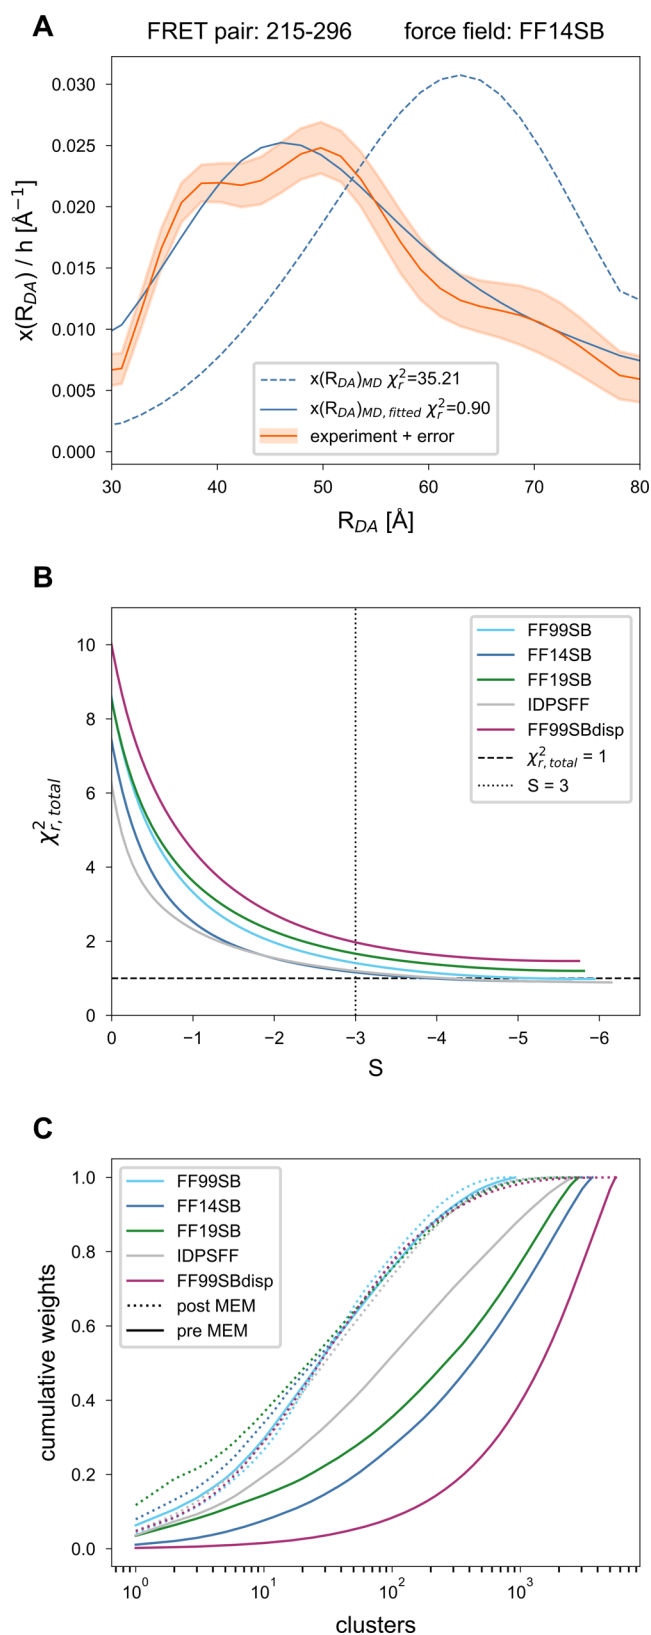 A
FRET pair: 215-296 force field: FF14SB
0.030
0.025
0.020
0.015
0.010
0.005
0.000
x(R_DA) / h [Å⁻¹]
x(R_DA)_MD χ_r²=35.21
x(R_DA)_MD, fitted χ_r²=0.90
experiment + error
30 40 50 60 70 80
R_DA [Å]
B
10
8
6
4
2
0
χ²_r, total
FF99SB
FF14SB
FF19SB
IDPSFF
FF99SBdisp
χ²_r, total = 1
S = 3
0 −1 −2 −3 −4 −5 −6
S
C
1.0
0.8
0.6
0.4
0.2
0.0
cumulative weights
FF99SB
FF14SB
FF19SB
IDPSFF
FF99SBdisp
post MEM
pre MEM
10⁰ 10¹ 10² 10³
clusters